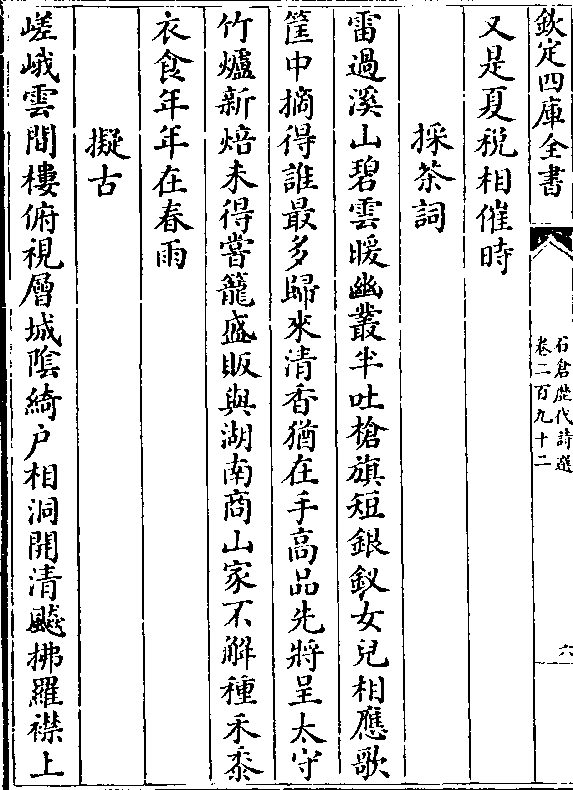 欽定四庫全書
石倉歴代詩選
卷二百九十二
六
又是夏税相催時
採茶詞
雷過溪山碧雲暖幽叢半吐槍旗短銀釵女兒相應歌
筐中摘得誰最多歸來清香猶在手高品先將呈太守
竹爐新焙未得嘗籠盛販與湖南商山家不解種禾黍
衣食年年在春雨
擬古
嵯峨雲間樓俯視層城陰綺户相洞開清飈拂羅襟上